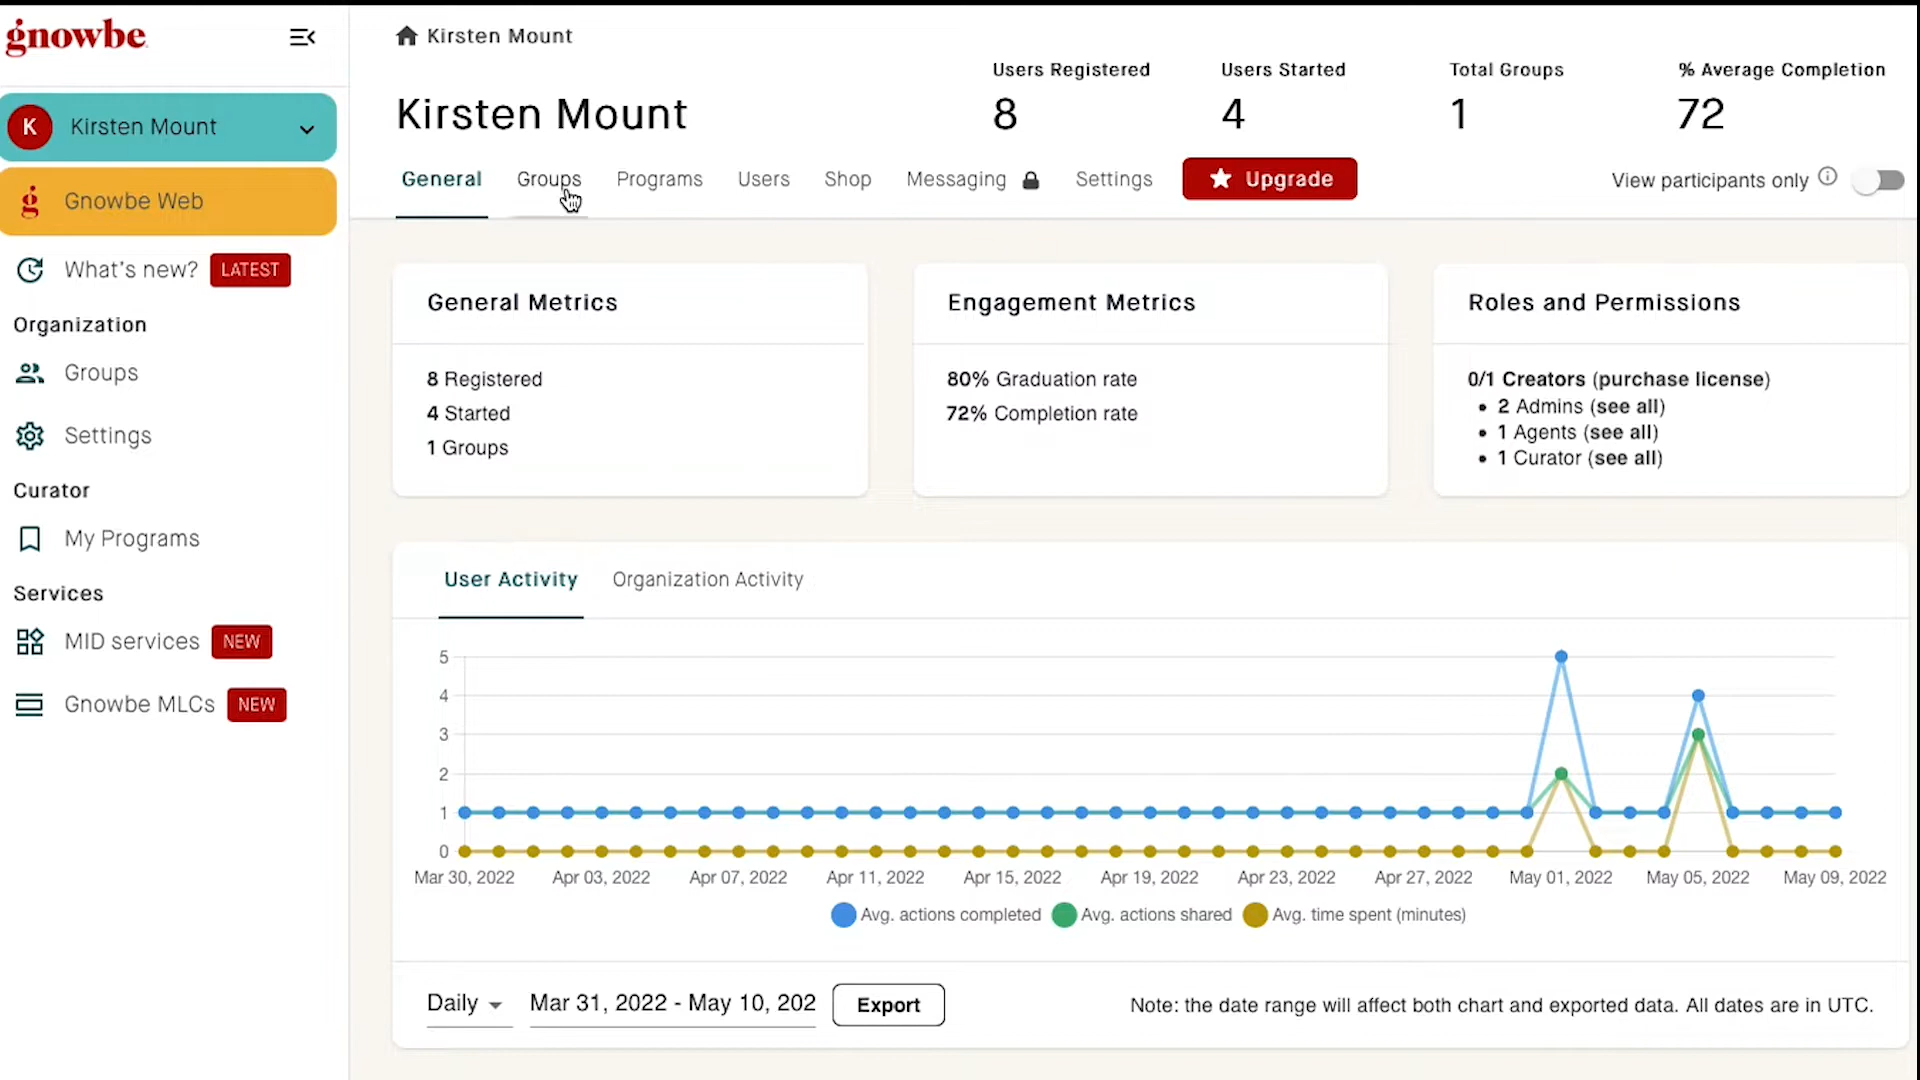 gnowbe
K Kirsten Mount
Gnowbe Web
What's new? LATEST
Organization
Groups
Settings
Curator
My Programs
Services
MID services NEW
Gnowbe MLCs NEW
Kirsten Mount
Kirsten Mount
Users Registered
8
Users Started
4
Total Groups
1
% Average Completion
72
General Groups Programs Users Shop Messaging Settings Upgrade
View participants only
General Metrics
8 Registered
4 Started
1 Groups
Engagement Metrics
80% Graduation rate
72% Completion rate
Roles and Permissions
0/1 Creators (purchase license)
• 2 Admins (see all)
• 1 Agents (see all)
• 1 Curator (see all)
User Activity Organization Activity
5
4
3
2
1
0
Mar 30, 2022 Apr 03, 2022 Apr 07, 2022 Apr 11, 2022 Apr 15, 2022 Apr 19, 2022 Apr 23, 2022 Apr 27, 2022 May 01, 2022 May 05, 2022 May 09, 2022
Avg. actions completed Avg. actions shared Avg. time spent (minutes)
Daily Mar 31, 2022 - May 10, 202 Export
Note: the date range will affect both chart and exported data. All dates are in UTC.